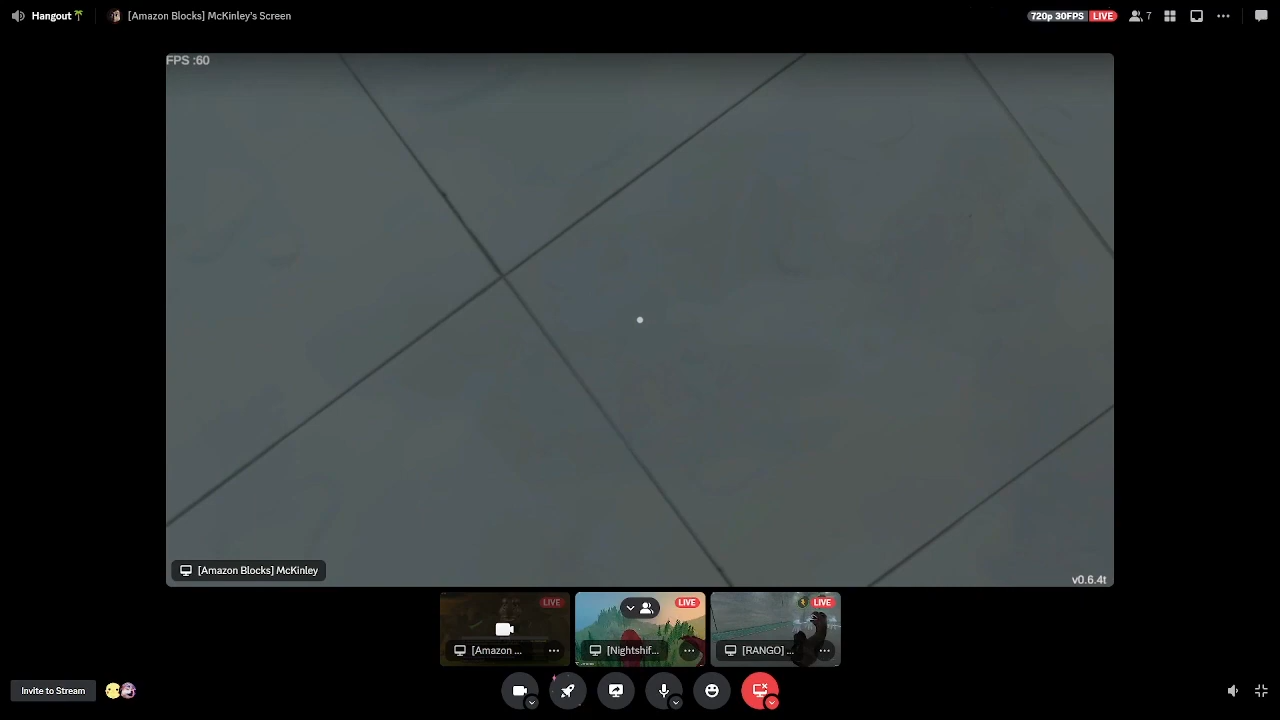 Hangout🌴
[Amazon Blocks] McKinley's Screen
720p 30FPS
LIVE
7
FPS :60
[Amazon Blocks] McKinley
v0.6.4t
LIVE
[Amazon ...
LIVE
[Nightshif...
LIVE
[RANGO] ...
Invite to Stream